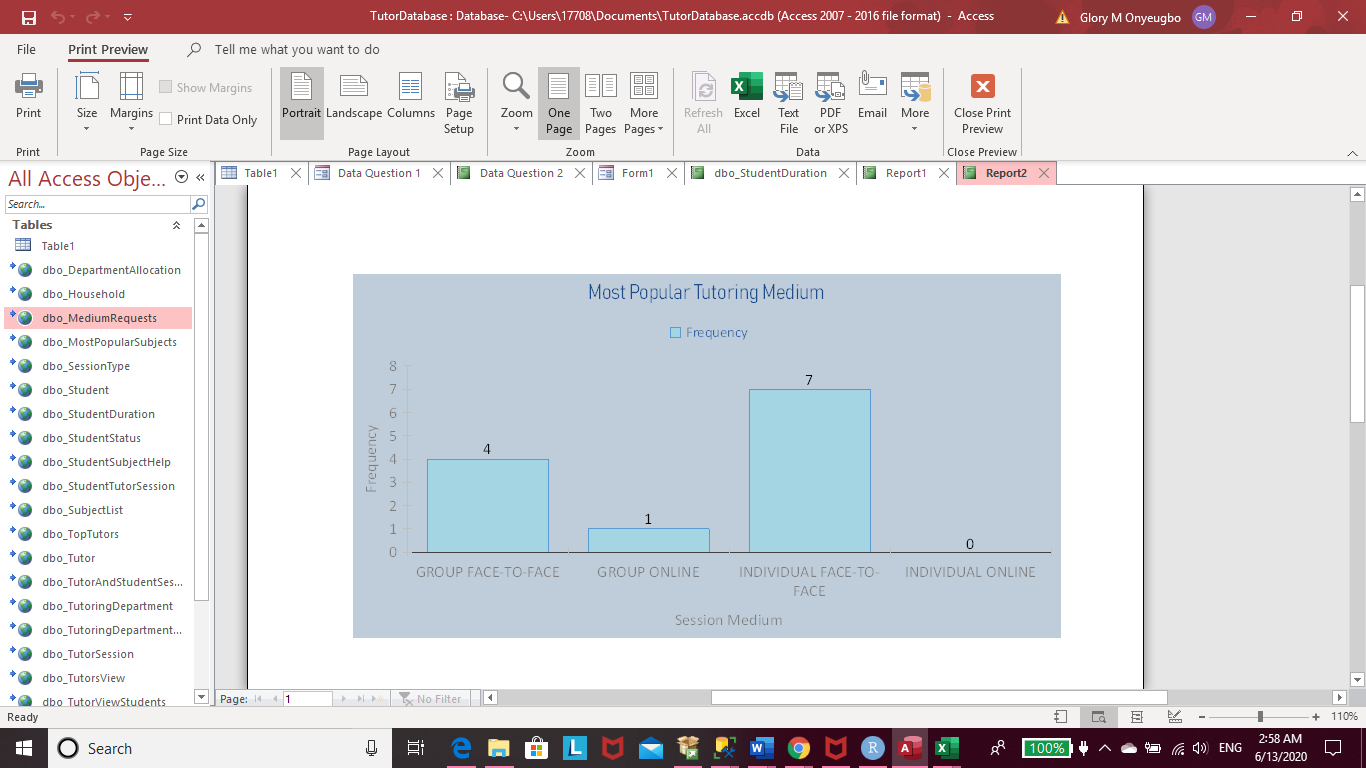 TutorDatabase : Database- C:\Users\17708\Documents\TutorDatabase.accdb (Access 2007 - 2016 file format) - Access
Glory M Onyeugbo
GM
File
Print Preview
Tell me what you want to do
Print
Size
Margins
Show Margins
Print Data Only
Portrait
Landscape
Columns
Page Setup
Zoom
One Page
Two Pages
More Pages
Refresh All
Excel
Text File
PDF or XPS
Email
More
Close Print Preview
Print
Page Size
Page Layout
Zoom
Data
Close Preview
All Access Obje...
Search...
Tables
Table1
dbo_DepartmentAllocation
dbo_Household
dbo_MediumRequests
dbo_MostPopularSubjects
dbo_SessionType
dbo_Student
dbo_StudentDuration
dbo_StudentStatus
dbo_StudentSubjectHelp
dbo_StudentTutorSession
dbo_SubjectList
dbo_TopTutors
dbo_Tutor
dbo_TutorAndStudentSes...
dbo_TutoringDepartment
dbo_TutoringDepartment...
dbo_TutorSession
dbo_TutorsView
dbo_TutorViewStudents
Table1
Data Question 1
Data Question 2
Form1
dbo_StudentDuration
Report1
Report2
Most Popular Tutoring Medium
Frequency
Frequency
8
7
6
5
4
3
2
1
0
4
1
7
0
GROUP FACE-TO-FACE
GROUP ONLINE
INDIVIDUAL FACE-TO-
FACE
INDIVIDUAL ONLINE
Session Medium
Page:
1
No Filter
Ready
110%
Search
L
W
R
A
X
100%
ENG
2:58 AM
6/13/2020